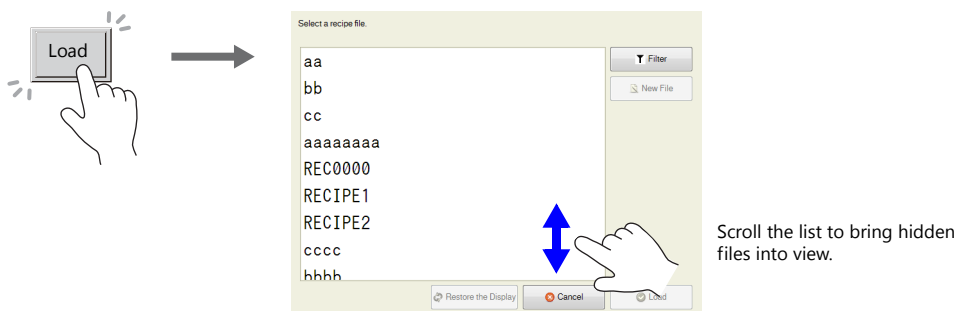 Load
Select a recipe file.
aa
bb
cc
aaaaaaaa
REC0000
RECIPE1
RECIPE2
cccc
bbbb
Filter
New File
Restore the Display
Cancel
Load
Scroll the list to bring hidden
files into view.